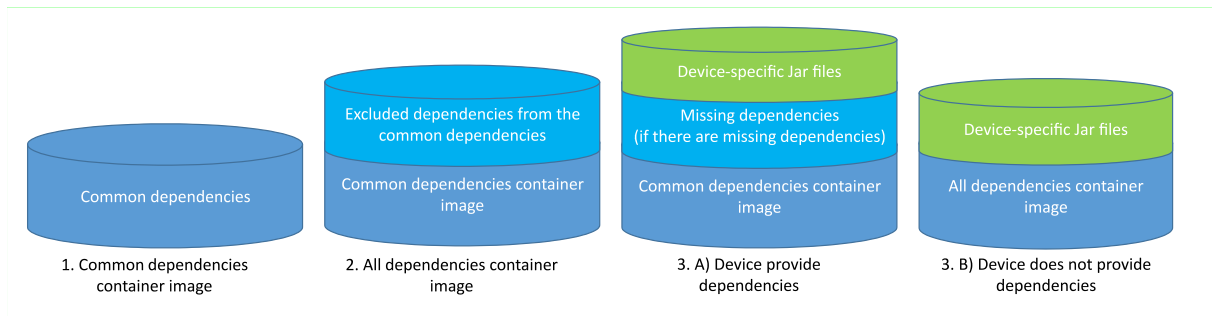 Common dependencies
1. Common dependencies
container image
Excluded dependencies from the
common dependencies
Common dependencies container
image
2. All dependencies container
image
Device-specific Jar files
Missing dependencies
(if there are missing dependencies)
Common dependencies container
image
3. A) Device provide
dependencies
Device-specific Jar files
All dependencies container
image
3. B) Device does not provide
dependencies